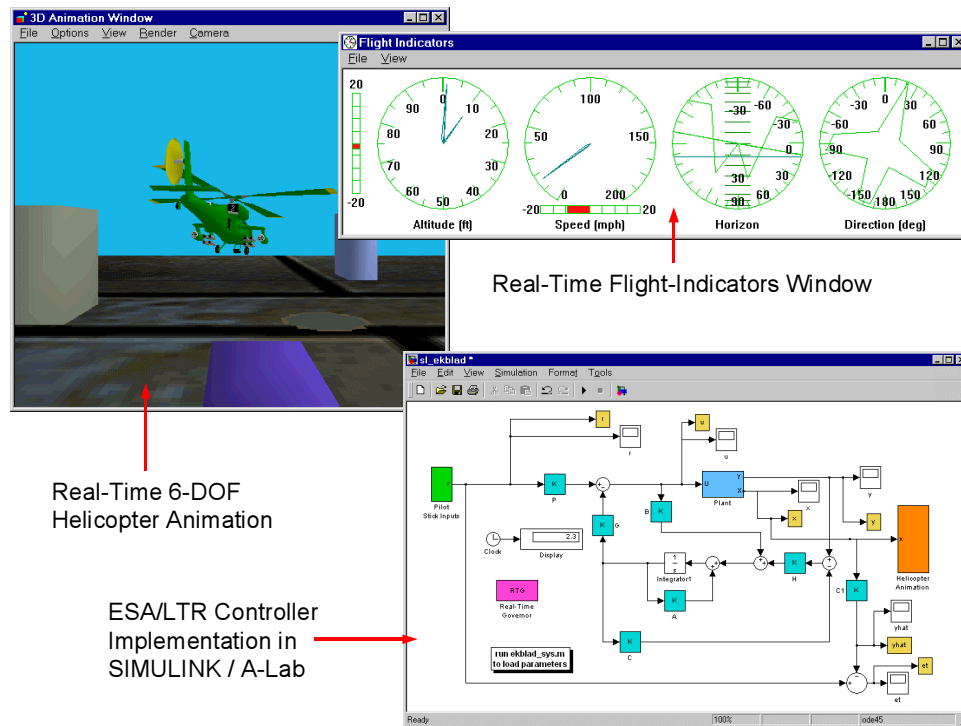 3D Animation Window
File Options View Render Camera
Flight Indicators
File View
20
-20
0
10
20
30
40
50
60
70
80
90
Altitude (ft)
0
50
100
150
200
-20
20
Speed (mph)
-60
-30
-30
0
30
30
60
90
Horizon
-60
-30
0
30
60
90
120
150
180
-150
-120
-90
Direction (deg)
Real-Time Flight-Indicators Window
Real-Time 6-DOF
Helicopter Animation
ESA/LTR Controller
Implementation in
SIMULINK / A-Lab
sl_ekblad *
File Edit View Simulation Format Tools
r
r
u
u
r
Pilot
Stick Inputs
K
P
+
-
K
G
K
B
U
Y
X
Plant
x
x
y
y
x
Helicopter
Animation
Clock
2.3
Display
1
s
Integrator1
K
A
+
+
+
+
K
H
+
-
K
C1
RTG
Real-Time
Governor
K
C
yhat
yhat
run ekblad_sys.m
to load parameters
+
-
et
et
Ready
100%
ode45